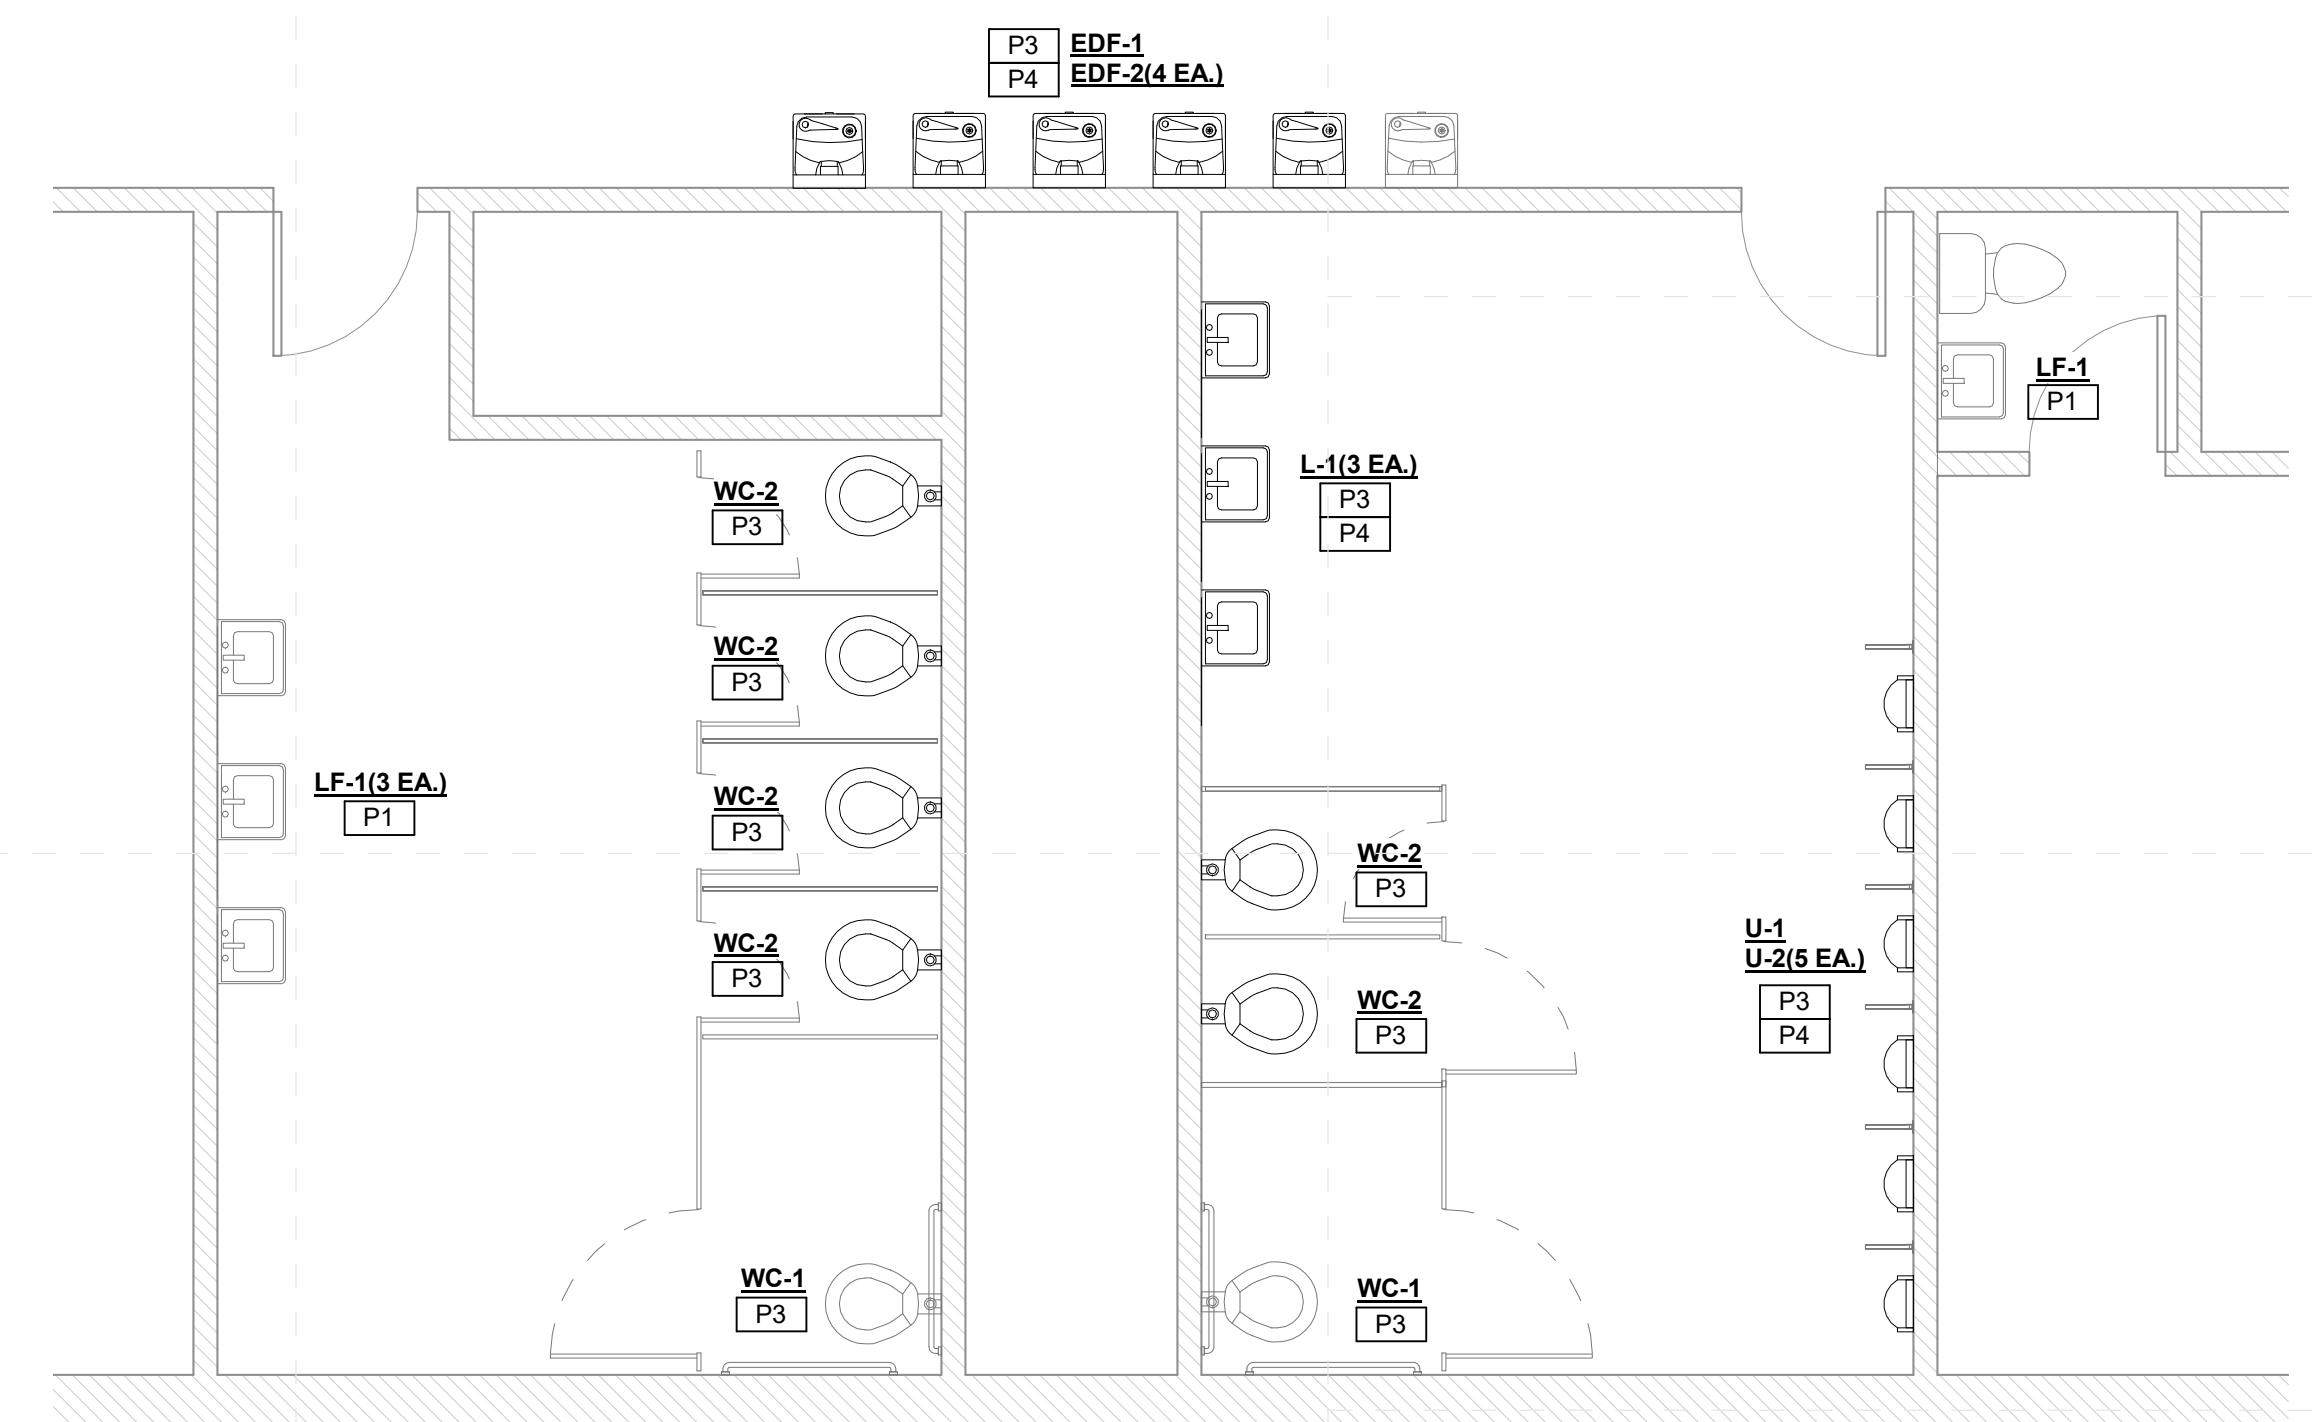 P3 EDF-1
P4 EDF-2(4 EA.)
LF-1
P1
L-1(3 EA.)
P3
P4
WC-2
P3
WC-2
P3
LF-1(3 EA.)
P1
WC-2
P3
WC-2
P3
WC-2
P3
WC-2
P3
U-1
U-2(5 EA.)
P3
P4
WC-1
P3
WC-1
P3